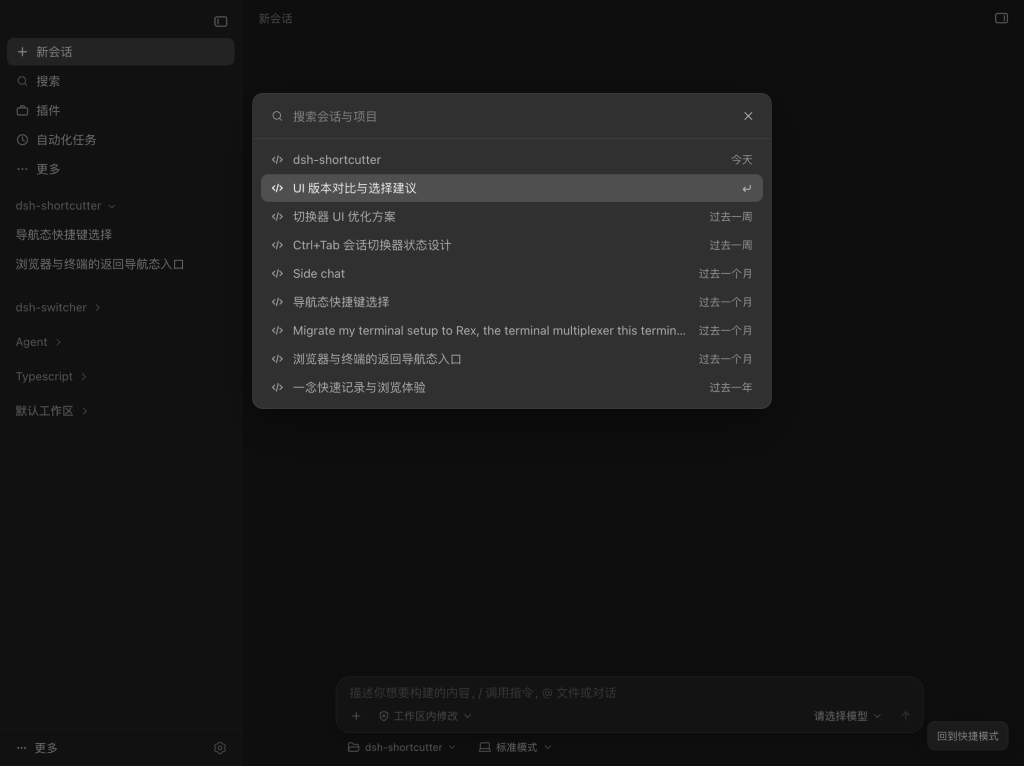 新会话
新会话
搜索
插件
自动化任务
更多
dsh-shortcutter
导航态快捷键选择
浏览器与终端的返回导航态入口
dsh-switcher
Agent
Typescript
默认工作区
更多
搜索会话与项目
dsh-shortcutter 今天
UI 版本对比与选择建议
切换器 UI 优化方案 过去一周
Ctrl+Tab 会话切换器状态设计 过去一周
Side chat 过去一个月
导航态快捷键选择 过去一个月
Migrate my terminal setup to Rex, the terminal multiplexer this termin... 过去一个月
浏览器与终端的返回导航态入口 过去一个月
一念快速记录与浏览体验 过去一年
描述你想要构建的内容, / 调用指令, @ 文件或对话
工作区内修改 请选择模型
dsh-shortcutter 标准模式
回到快捷模式